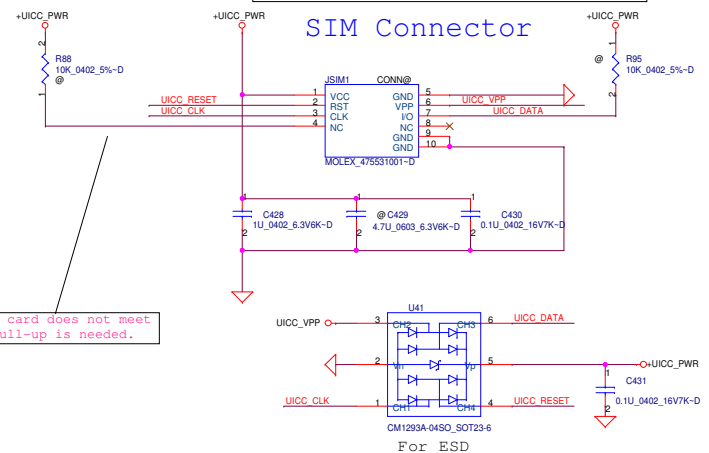 +UICC_PWR
+UICC_PWR
+UICC_PWR
SIM Connector
2
R88
10K_0402_5%~D
@
1
2
@
R95
10K_0402_5%~D
1
JSIM1
CONN@
UICC_RESET
UICC_CLK
1 VCC
2 RST
3 CLK
4 NC
GND 5
VPP 6
I/O 7
NC 8
GND 9
GND 10
UICC_VPP
UICC_DATA
MOLEX_475531001~D
1
C428
1U_0402_6.3V6K~D
2
1
@ C429
4.7U_0603_6.3V6K~D
2
1
C430
0.1U_0402_16V7K~D
2
card does not meet
ull-up is needed.
U41
UICC_VPP
3 CH2
CH3 6
UICC_DATA
2 Vn
Vp 5
+UICC_PWR
UICC_CLK
1 CH1
CH4 4
UICC_RESET
1
C431
0.1U_0402_16V7K~D
2
CM1293A-04SO_SOT23-6
For ESD